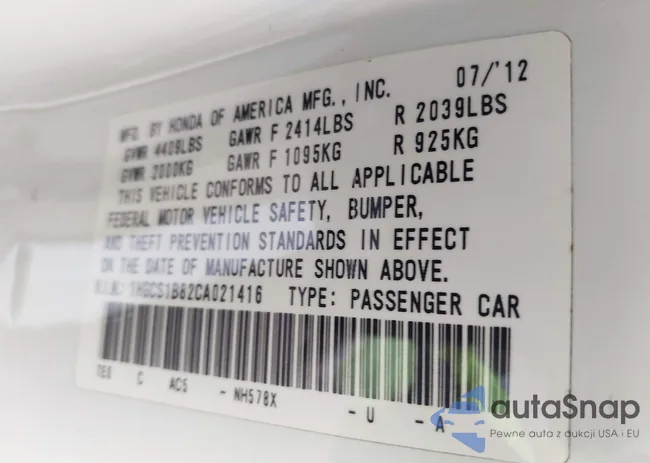 MFD. BY HONDA OF AMERICA MFG., INC. 07/'12
GVWR 4409LBS GAWR F 2414LBS R 2039LBS
GVWR 2000KG GAWR F 1095KG R 925KG
THIS VEHICLE CONFORMS TO ALL APPLICABLE
FEDERAL MOTOR VEHICLE SAFETY, BUMPER,
AND THEFT PREVENTION STANDARDS IN EFFECT
ON THE DATE OF MANUFACTURE SHOWN ABOVE.
V.I.N.: 1HGCS1B82CA021416 TYPE: PASSENGER CAR
C AC5 - NH578X - U - A
autaSnap
Pewne auta z dukcji USA i EU